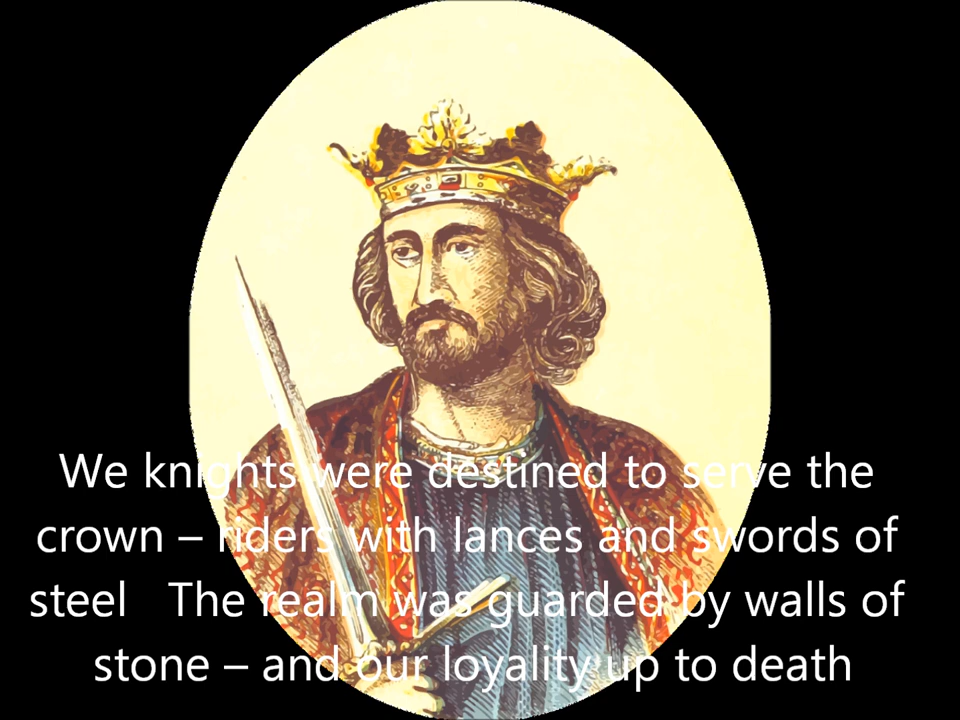 We knights were destined to serve the
crown – riders with lances and swords of
steel   The realm was guarded by walls of
stone – and our loyality up to death